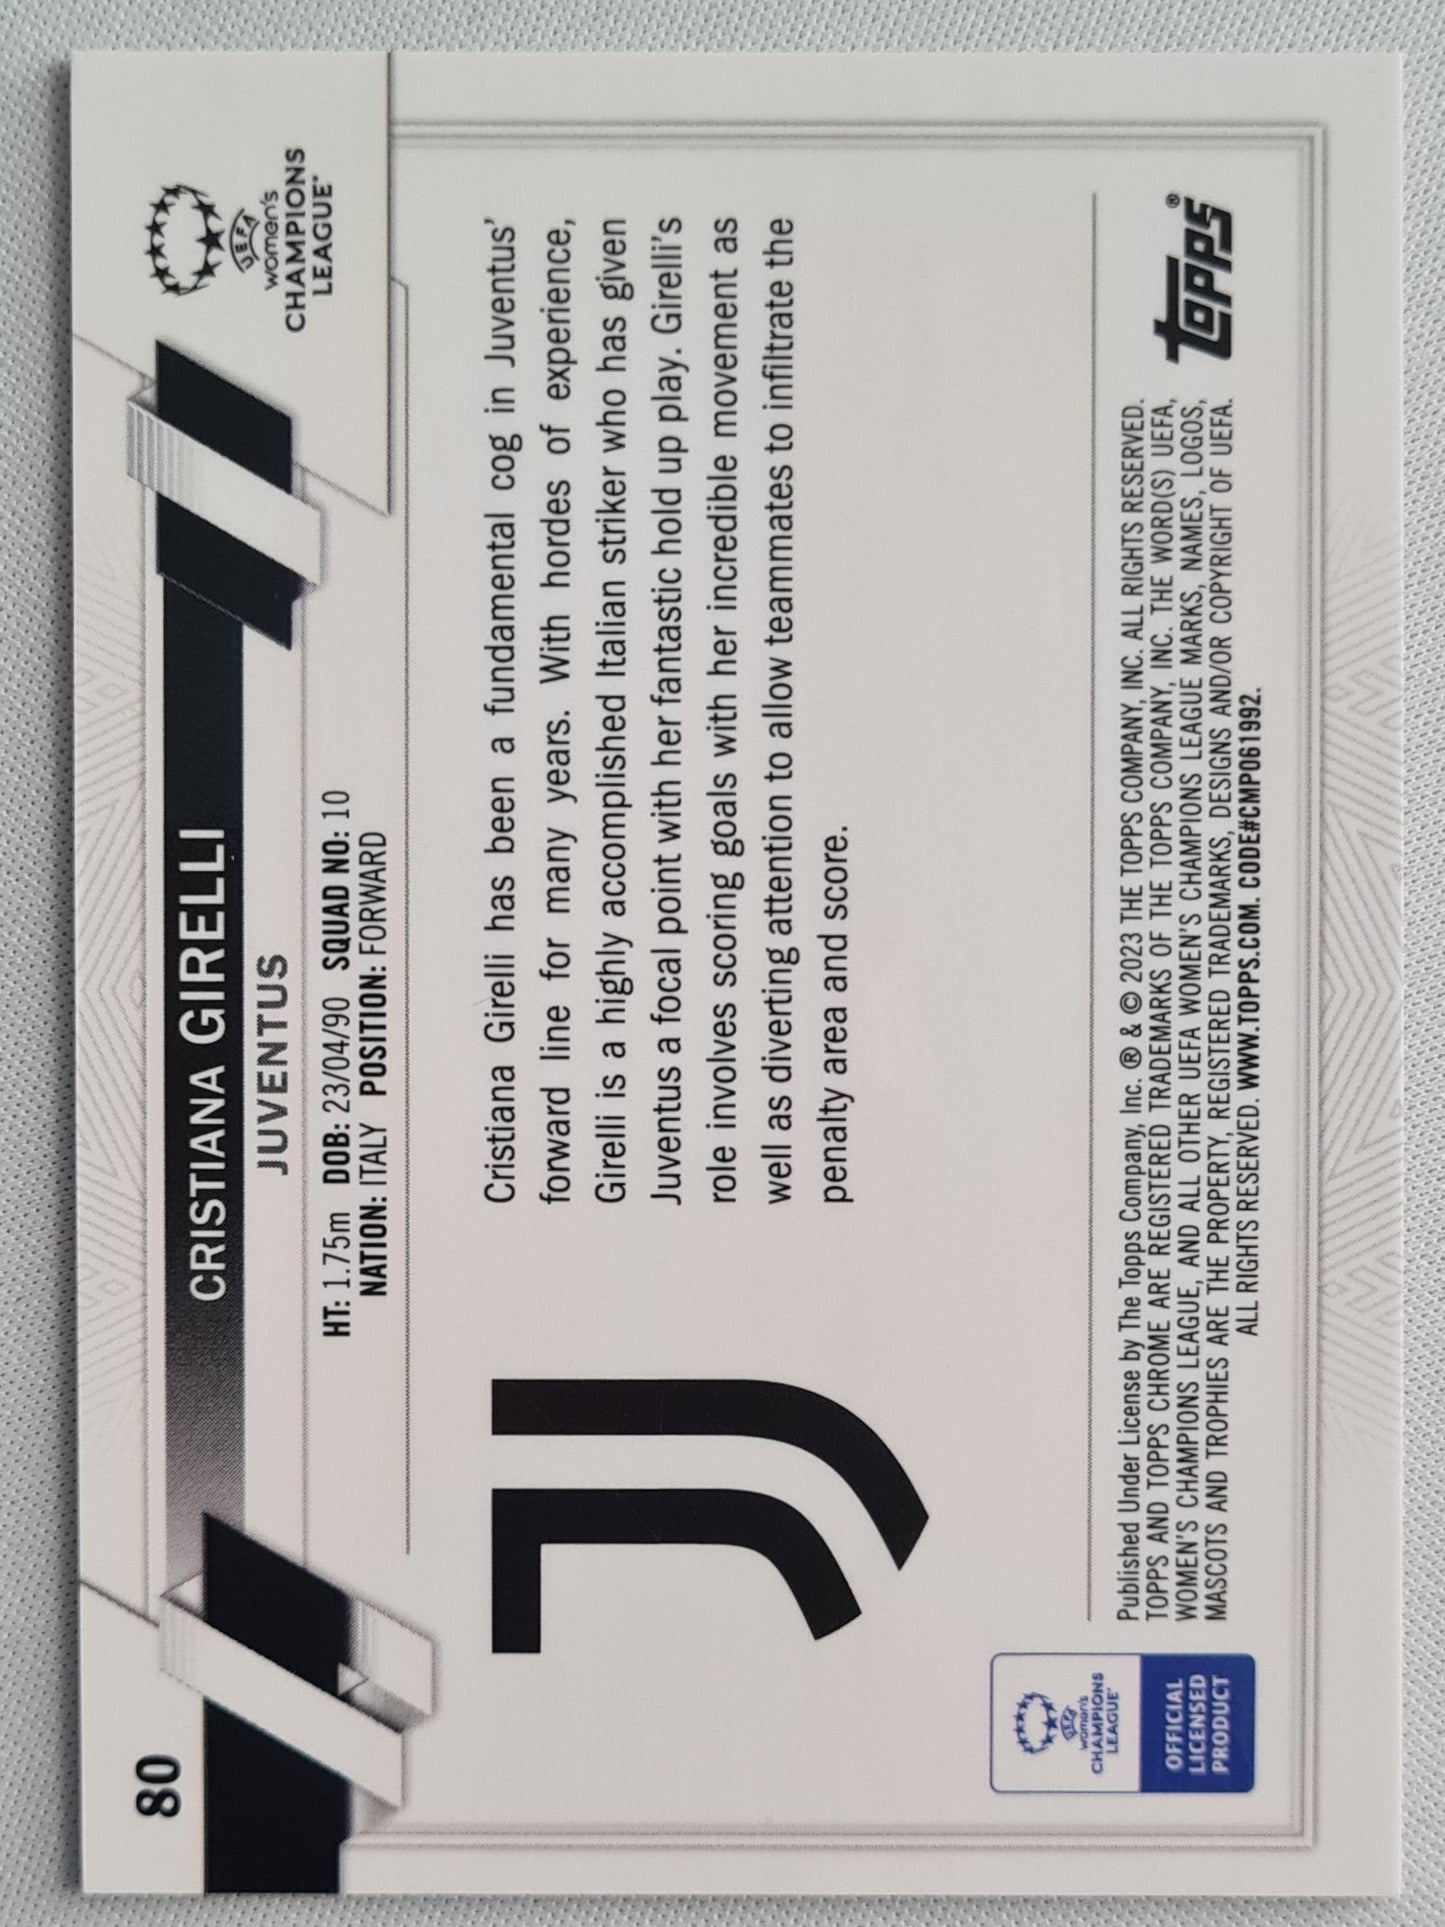 80
CRISTIANA GIRELLI
JUVENTUS
HT: 1.75m DOB: 23/04/90 SQUAD NO: 10
NATION: ITALY POSITION: FORWARD
UEFA
women's
CHAMPIONS
LEAGUE
Cristiana Girelli has been a fundamental cog in Juventus'
forward line for many years. With hordes of experience,
Girelli is a highly accomplished Italian striker who has given
Juventus a focal point with her fantastic hold up play. Girelli's
role involves scoring goals with her incredible movement as
well as diverting attention to allow teammates to infiltrate the
penalty area and score.
UEFA
women's
CHAMPIONS
LEAGUE
OFFICIAL
LICENSED
PRODUCT
Published Under License by The Topps Company, Inc. ® & © 2023 THE TOPPS COMPANY, INC. ALL RIGHTS RESERVED.
TOPPS AND TOPPS CHROME ARE REGISTERED TRADEMARKS OF THE TOPPS COMPANY, INC. THE WORD(S) UEFA,
WOMEN'S CHAMPIONS LEAGUE, AND ALL OTHER UEFA WOMEN'S CHAMPIONS LEAGUE MARKS, NAMES, LOGOS,
MASCOTS AND TROPHIES ARE THE PROPERTY, REGISTERED TRADEMARKS, DESIGNS AND/OR COPYRIGHT OF UEFA.
ALL RIGHTS RESERVED. WWW.TOPPS.COM. CODE#CMP061992.
Topps®